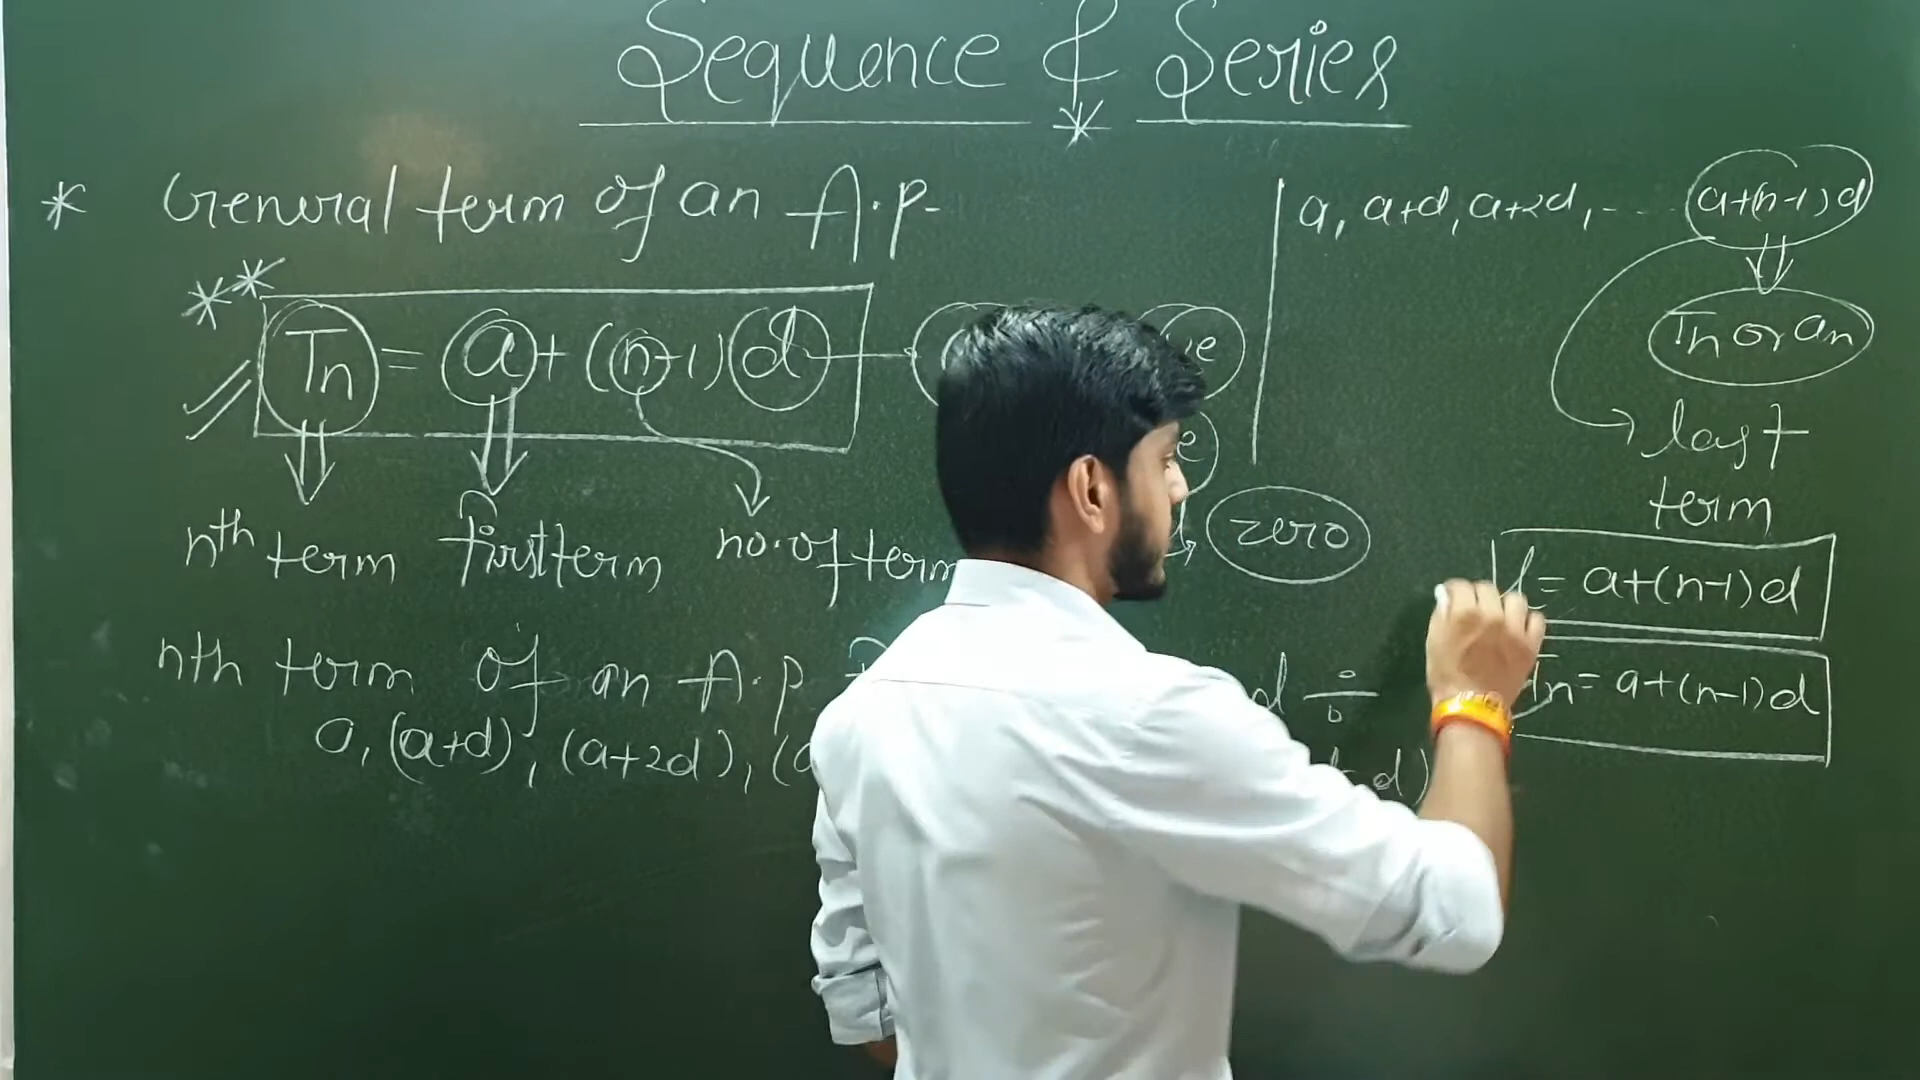 Sequence & Series
* General term of an A.P.
** Tn = a + (n-1) d
nth term first term no. of term
zero
nth term of an A.P
a, (a+d), (a+2d), (a
d)
a, a+d, a+2d, - - - - a+(n-1)d
Tn or an
last
term
l = a+(n-1)d
Tn = a+(n-1)d